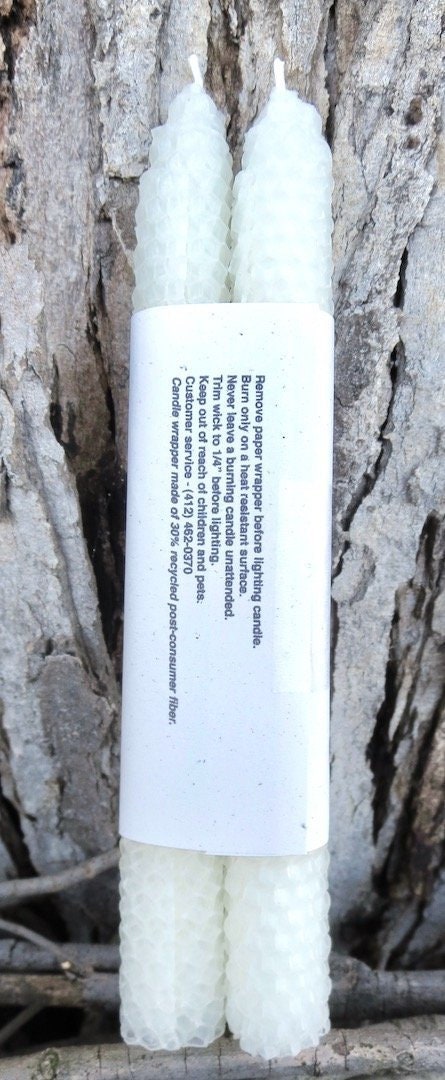 Remove paper wrapper before lighting candle.
Burn only on a heat resistant surface.
Never leave a burning candle unattended.
Trim wick to 1/4" before lighting.
Keep out of reach of children and pets.
Customer service - (412) 462-0370
Candle wrapper made of 30% recycled post-consumer fiber.